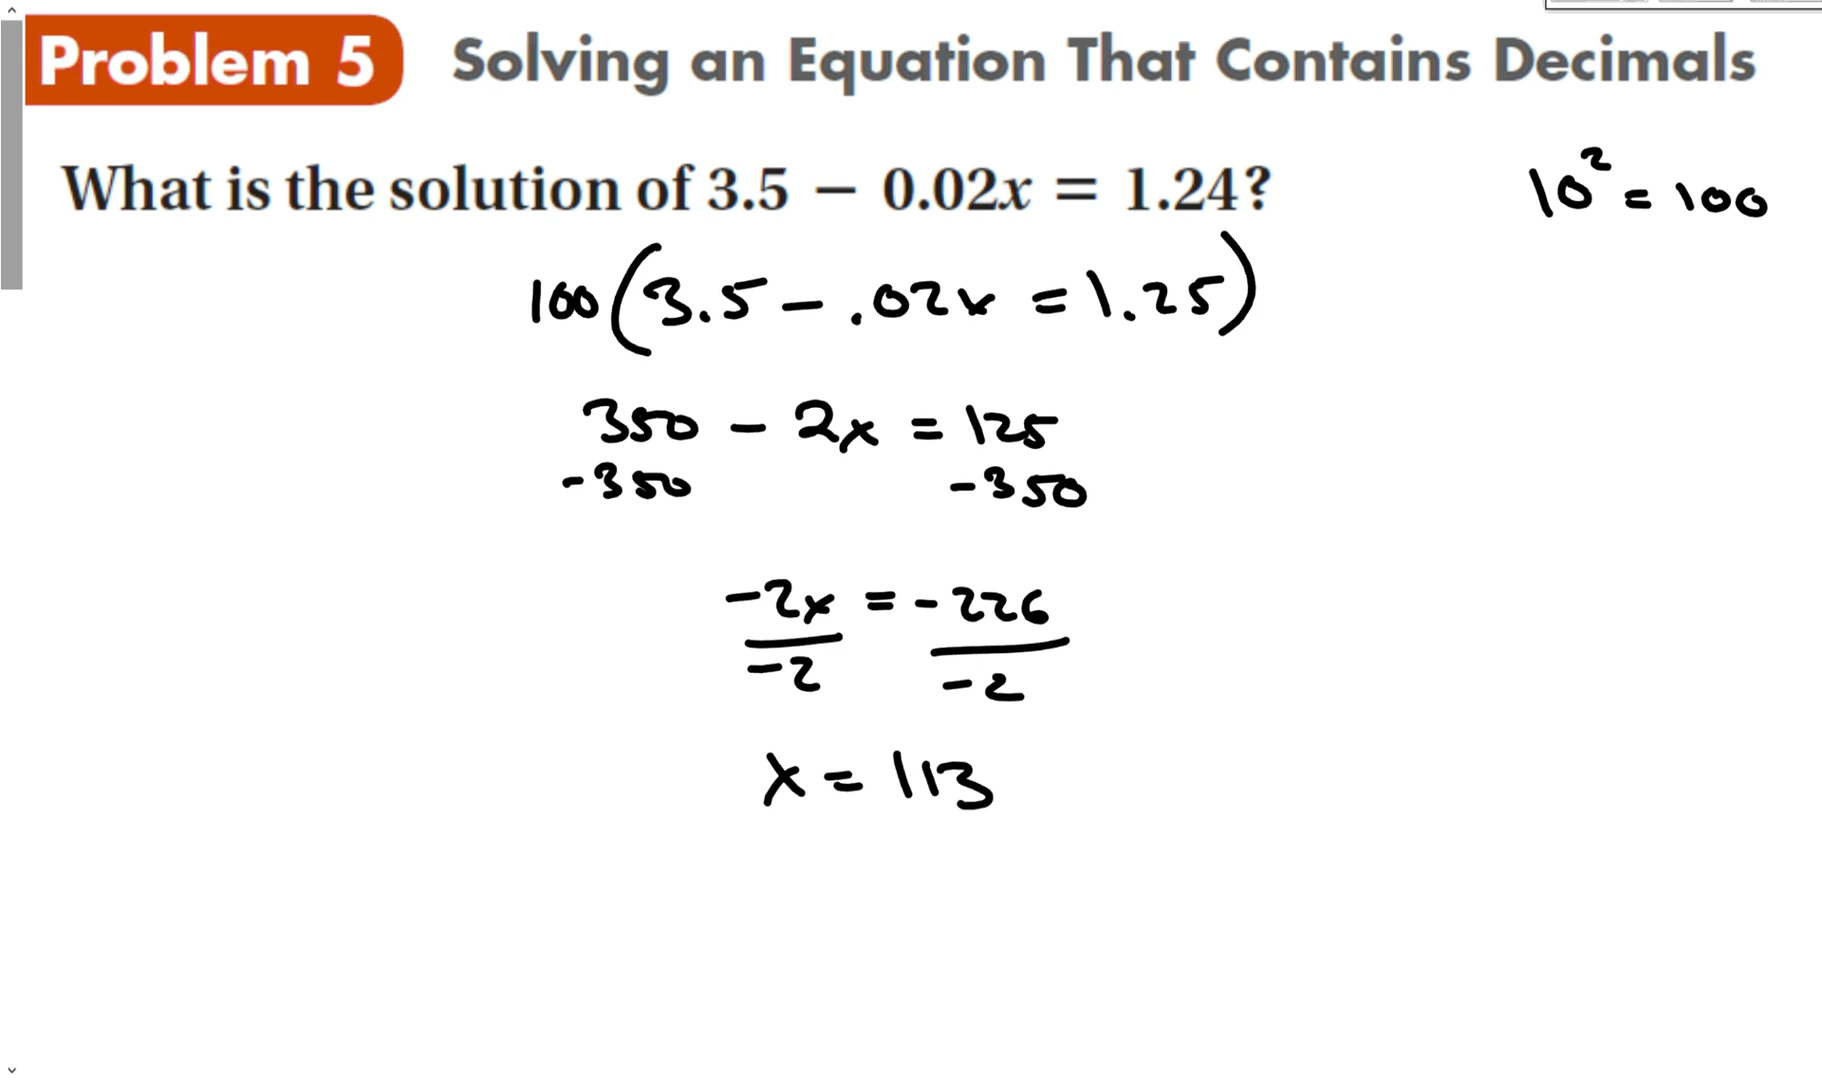 Problem 5 Solving an Equation That Contains Decimals
What is the solution of 3.5 − 0.02x = 1.24?
10² = 100
100(3.5 − .02x = 1.25)
350 − 2x = 125
-350 -350
-2x = -226
-2 -2
x = 113